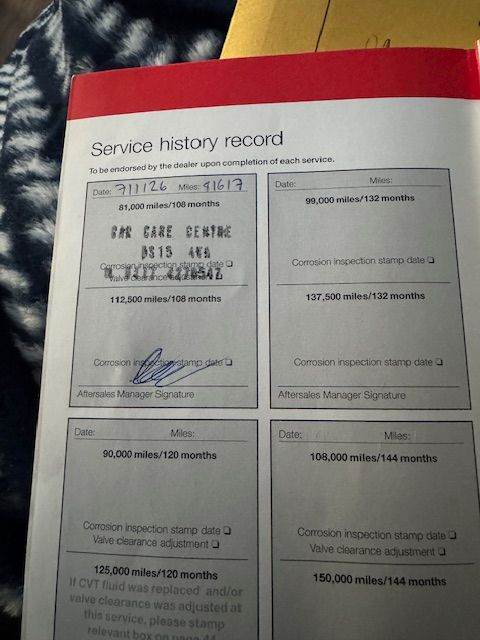 Service history record
To be endorsed by the dealer upon completion of each service.
Date: 7/11/26 Miles: 81617
81,000 miles/108 months
CAR CARE CENTRE
BS15 4
Corrosion inspection stamp date ❏
Valve clearance
112,500 miles/108 months
Corrosion inspection stamp date ❏
Aftersales Manager Signature
Date: Miles:
99,000 miles/132 months
Corrosion inspection stamp date ❏
137,500 miles/132 months
Corrosion inspection stamp date ❏
Aftersales Manager Signature
Date: Miles:
90,000 miles/120 months
Corrosion inspection stamp date ❏
Valve clearance adjustment ❏
125,000 miles/120 months
If CVT fluid was replaced and/or
valve clearance was adjusted at
this service, please stamp
relevant box on page 44
Date: Miles:
108,000 miles/144 months
Corrosion inspection stamp date ❏
Valve clearance adjustment ❏
150,000 miles/144 months